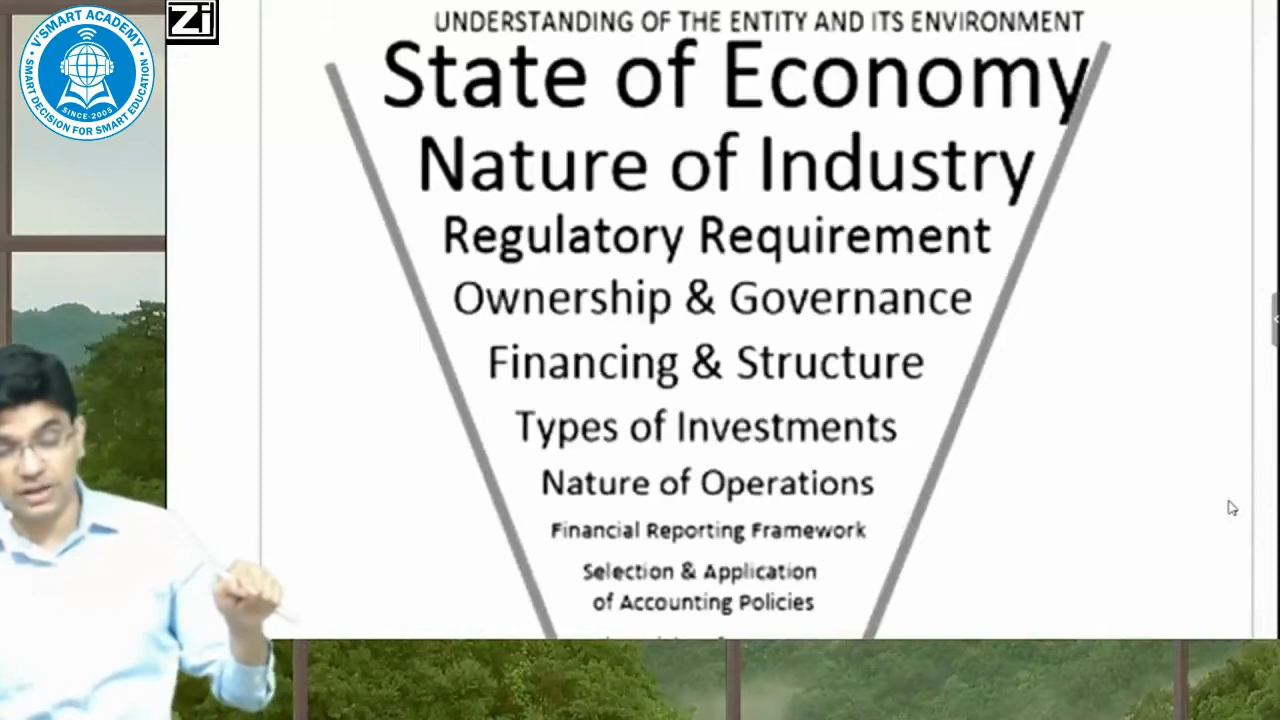 V'SMART ACADEMY
SMART DECISION FOR SMART EDUCATION
SINCE-2005
Zi
UNDERSTANDING OF THE ENTITY AND ITS ENVIRONMENT
State of Economy
Nature of Industry
Regulatory Requirement
Ownership & Governance
Financing & Structure
Types of Investments
Nature of Operations
Financial Reporting Framework
Selection & Application
of Accounting Policies